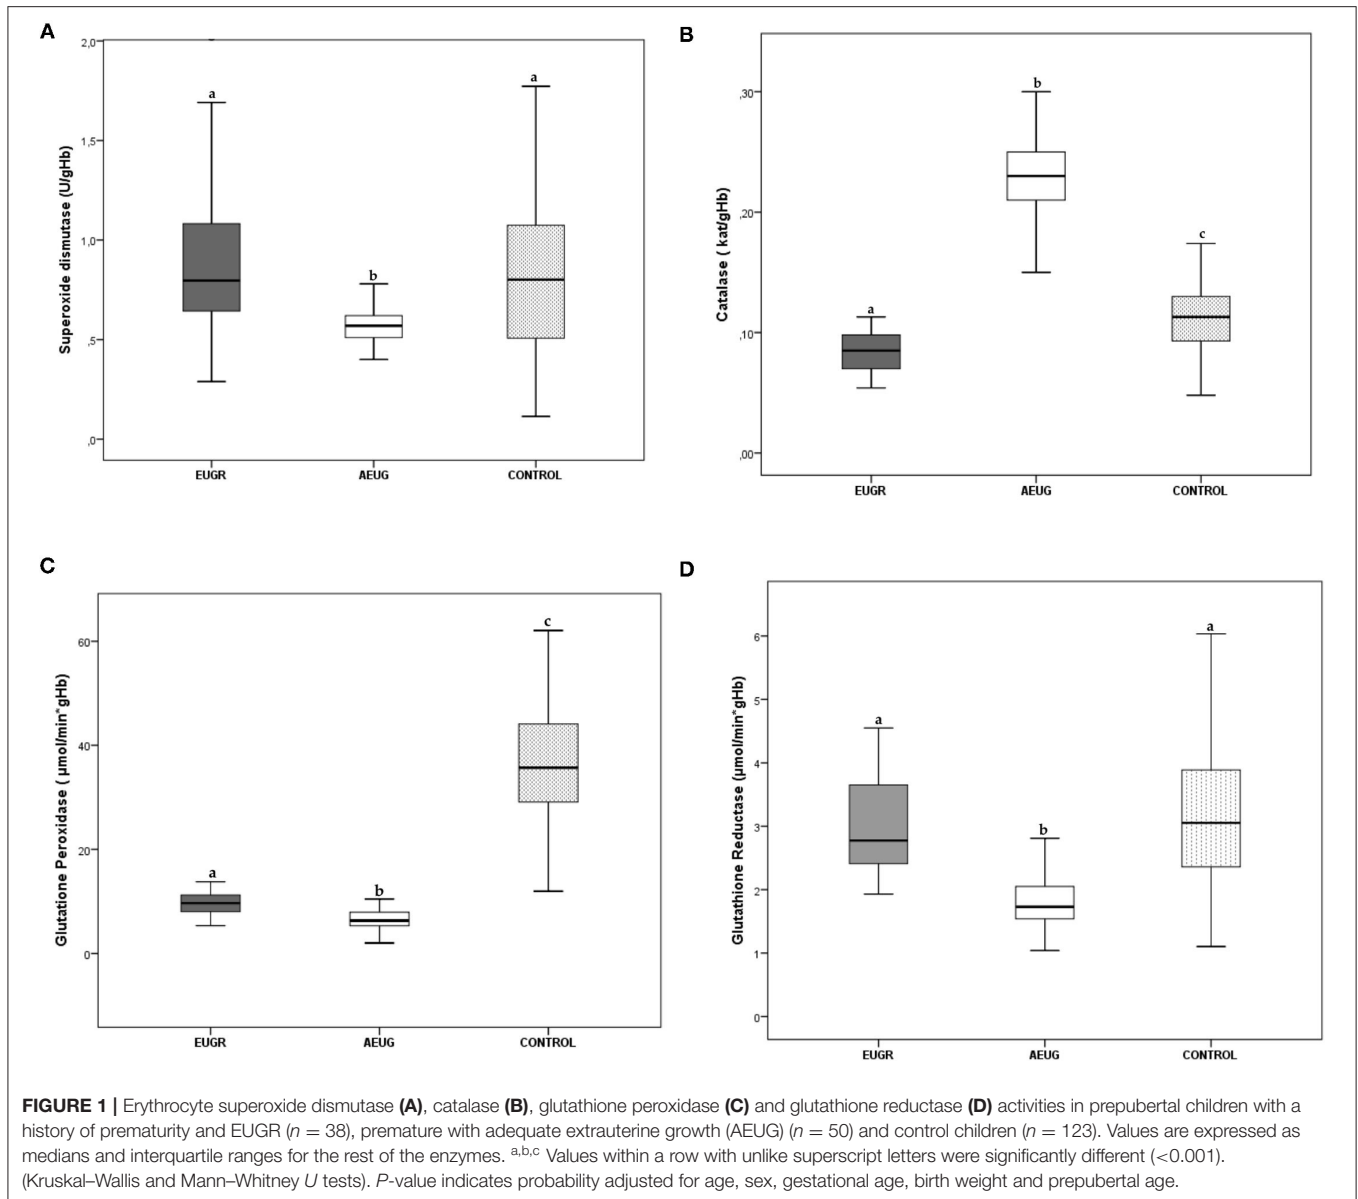 A
2,0
a
a
1,5
Superoxide dismutase (U/gHb)
1,0
b
,5
,0
EUGR AEUG CONTROL
B
b
,30
Catalase ( kat/gHb)
,20
c
a
,10
,00
EUGR AEUG CONTROL
C
c
60
Glutatione Peroxidase ( µmol/min*gHb)
40
20
a
b
0
EUGR AEUG CONTROL
D
a
6
5
a
Glutathione Reductase (µmol/min*gHb)
4
3
b
2
1
0
EUGR AEUG CONTROL
FIGURE 1 | Erythrocyte superoxide dismutase (A), catalase (B), glutathione peroxidase (C) and glutathione reductase (D) activities in prepubertal children with a
history of prematurity and EUGR (n = 38), premature with adequate extrauterine growth (AEUG) (n = 50) and control children (n = 123). Values are expressed as
medians and interquartile ranges for the rest of the enzymes. a,b,c Values within a row with unlike superscript letters were significantly different (<0.001).
(Kruskal–Wallis and Mann–Whitney U tests). P-value indicates probability adjusted for age, sex, gestational age, birth weight and prepubertal age.